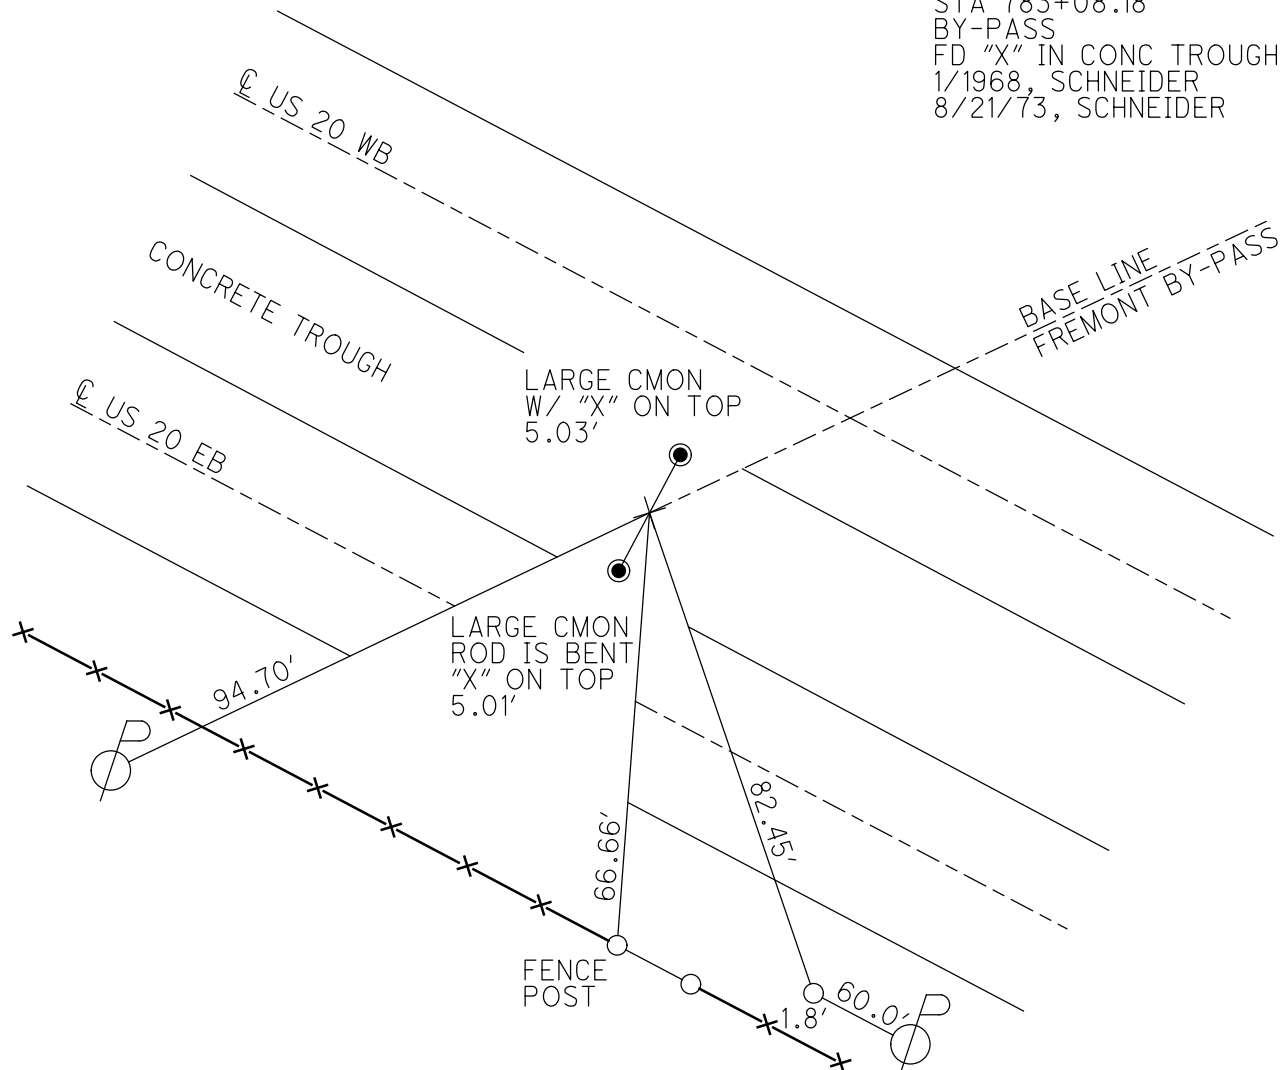 STA 783+08.18
BY-PASS
FD "X" IN CONC TROUGH
1/1968, SCHNEIDER
8/21/73, SCHNEIDER
℄ US 20 WB
CONCRETE TROUGH
BASE LINE
FREMONT BY-PASS
LARGE CMON
W/ "X" ON TOP
5.03'
℄ US 20 EB
LARGE CMON
ROD IS BENT
"X" ON TOP
5.01'
94.70'
66.66'
82.45'
FENCE
POST
60.0'
1.8'